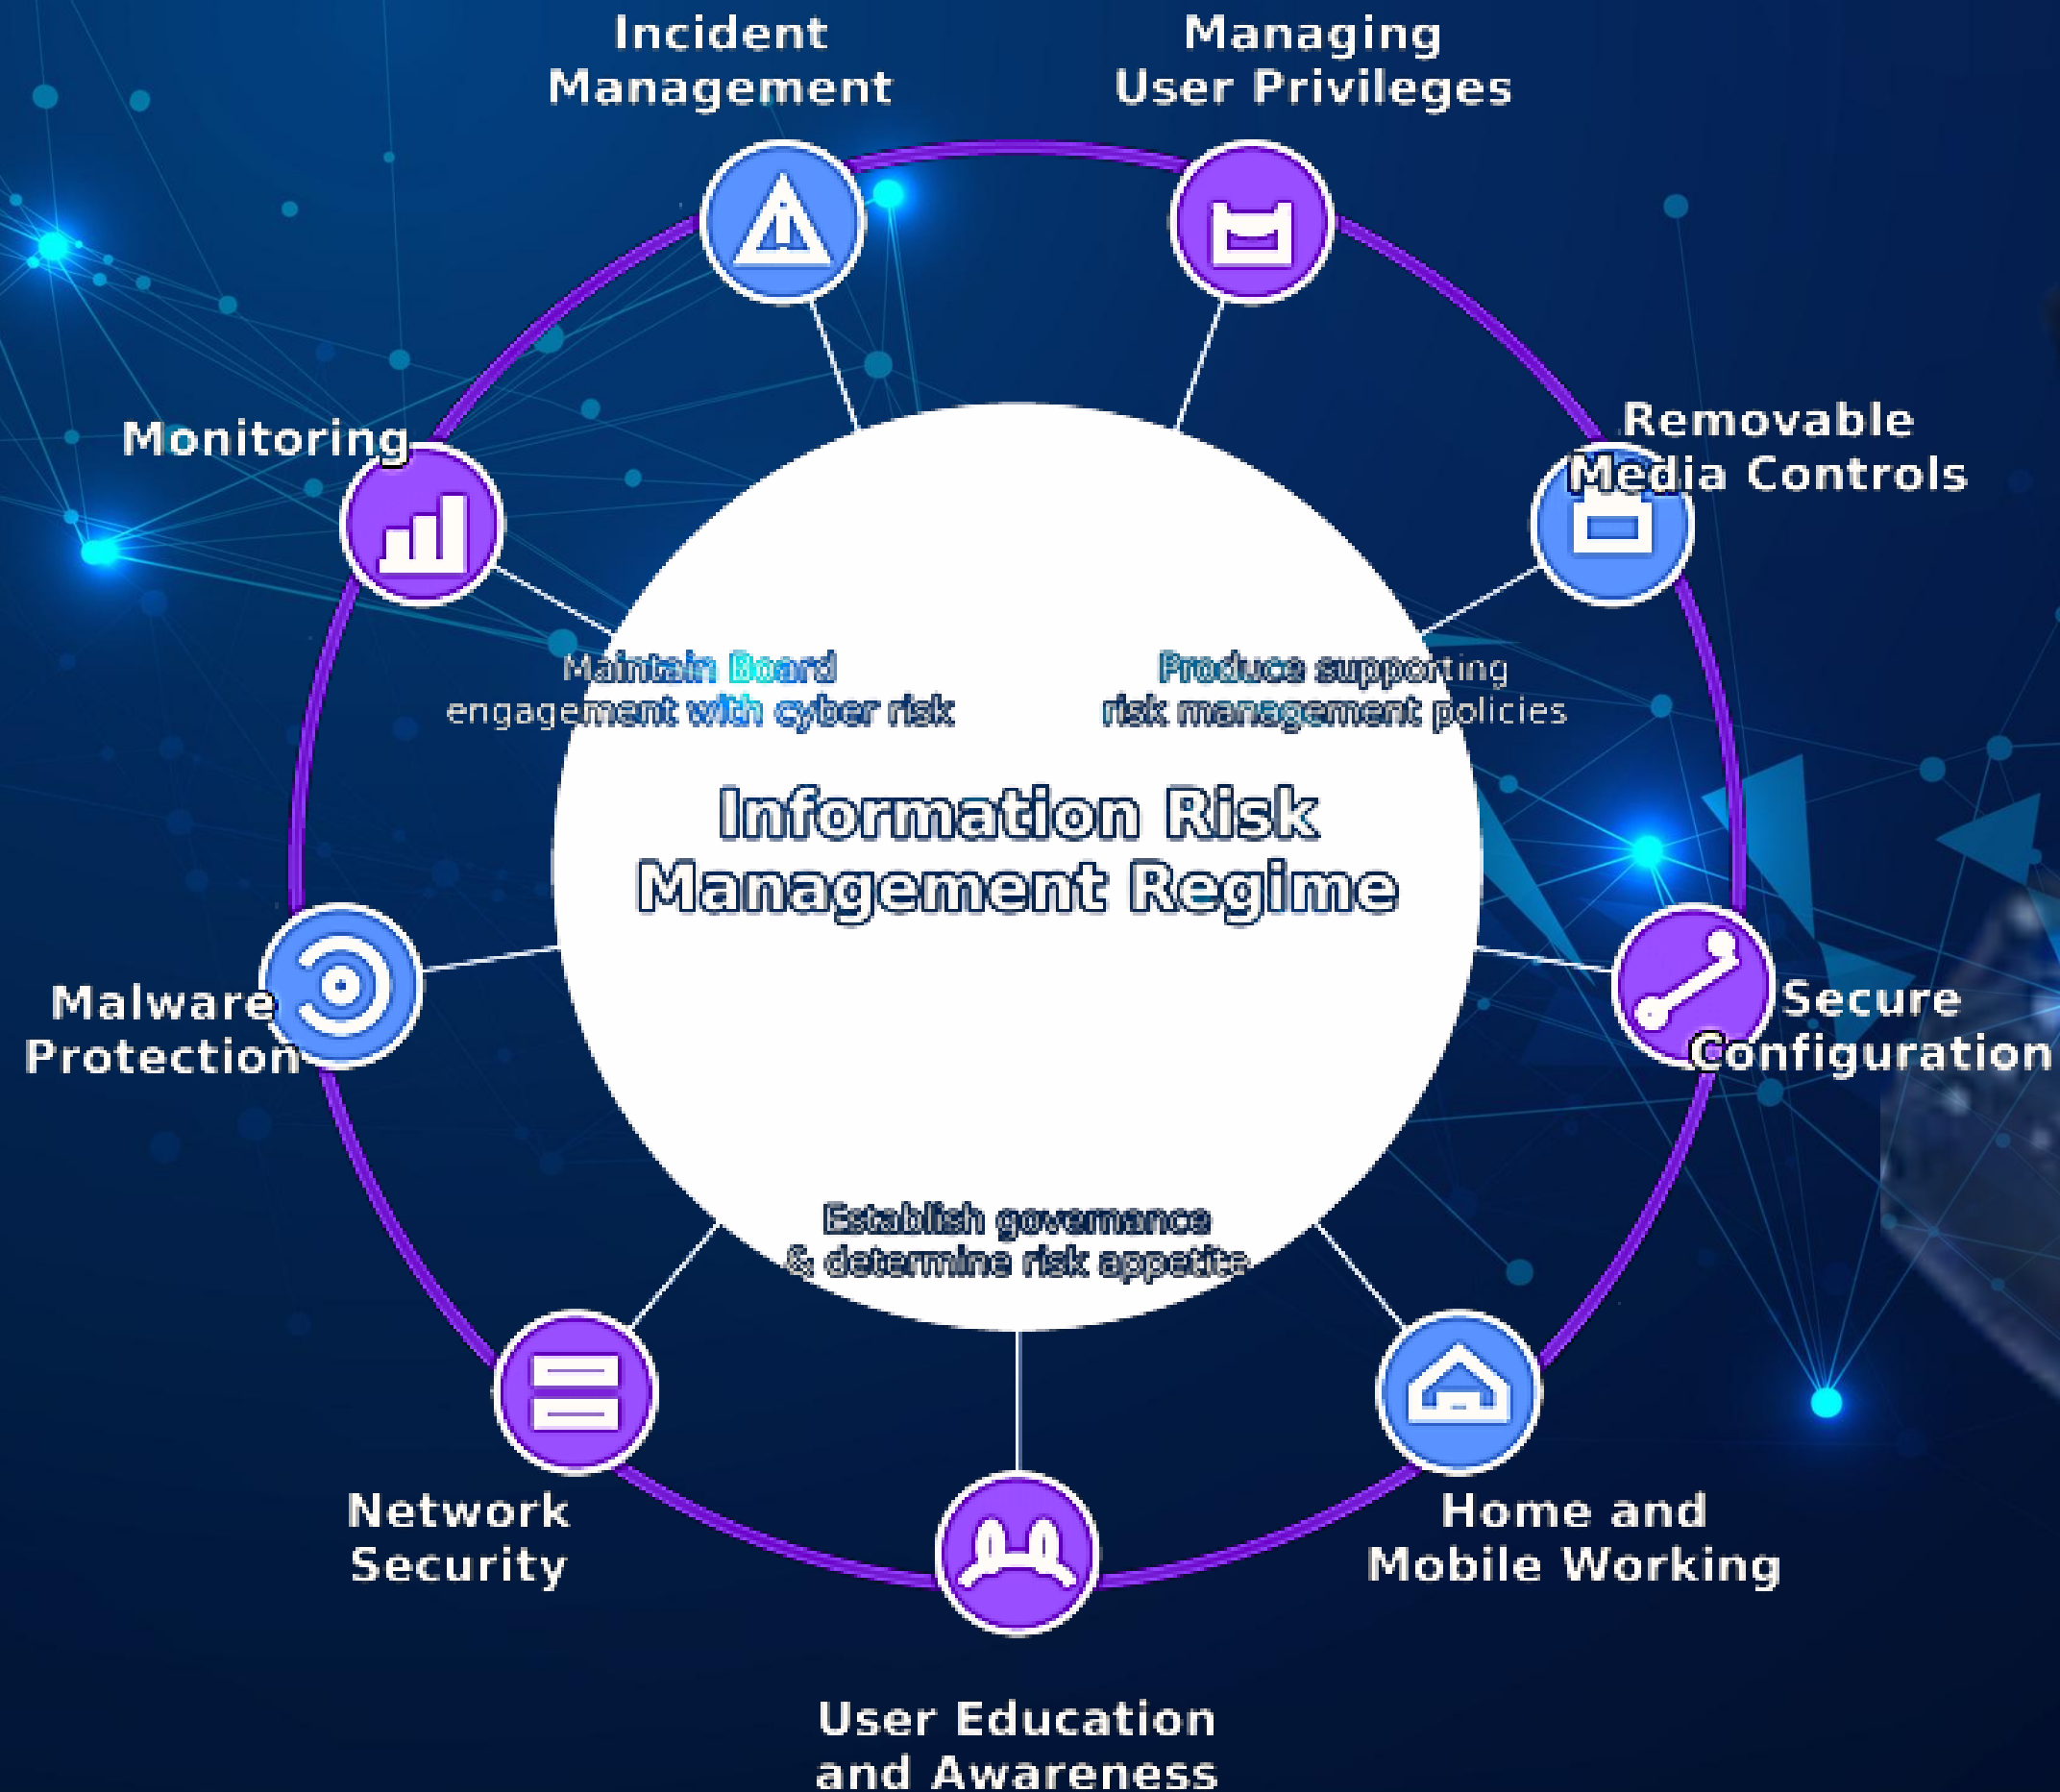 Incident
Management
Managing
User Privileges
Monitoring
Removable
Media Controls
Maintain Board
engagement with cyber risk
Produce supporting
risk management policies
Information Risk
Management Regime
Malware
Protection
Secure
Configuration
Establish governance
& determine risk appetite
Network
Security
Home and
Mobile Working
User Education
and Awareness